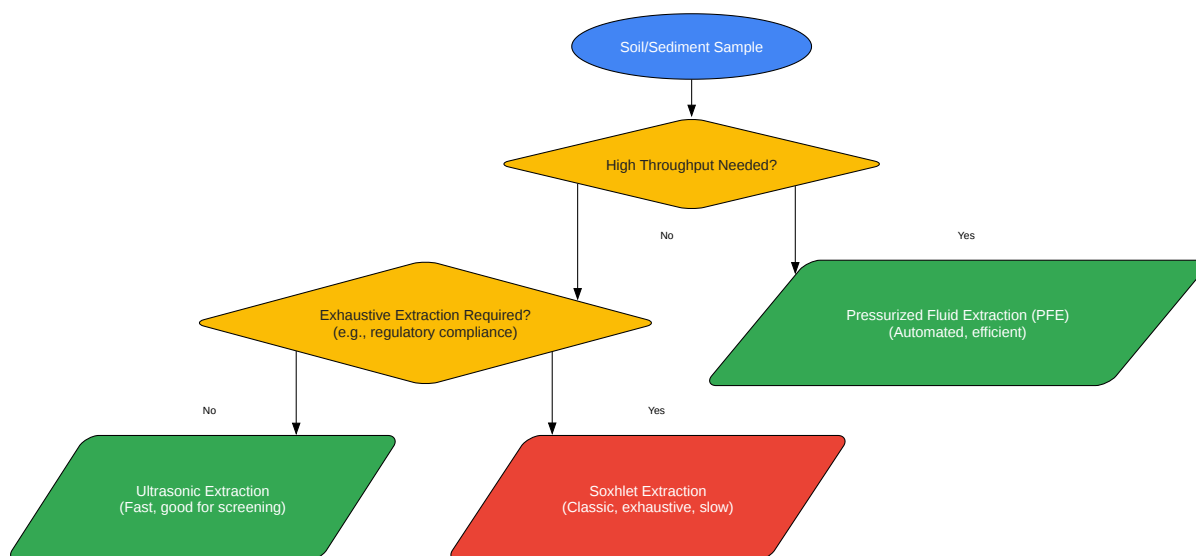 Soil/Sediment Sample
High Throughput Needed?
No
Yes
Exhaustive Extraction Required?
(e.g., regulatory compliance)
Pressurized Fluid Extraction (PFE)
(Automated, efficient)
No
Yes
Ultrasonic Extraction
(Fast, good for screening)
Soxhlet Extraction
(Classic, exhaustive, slow)